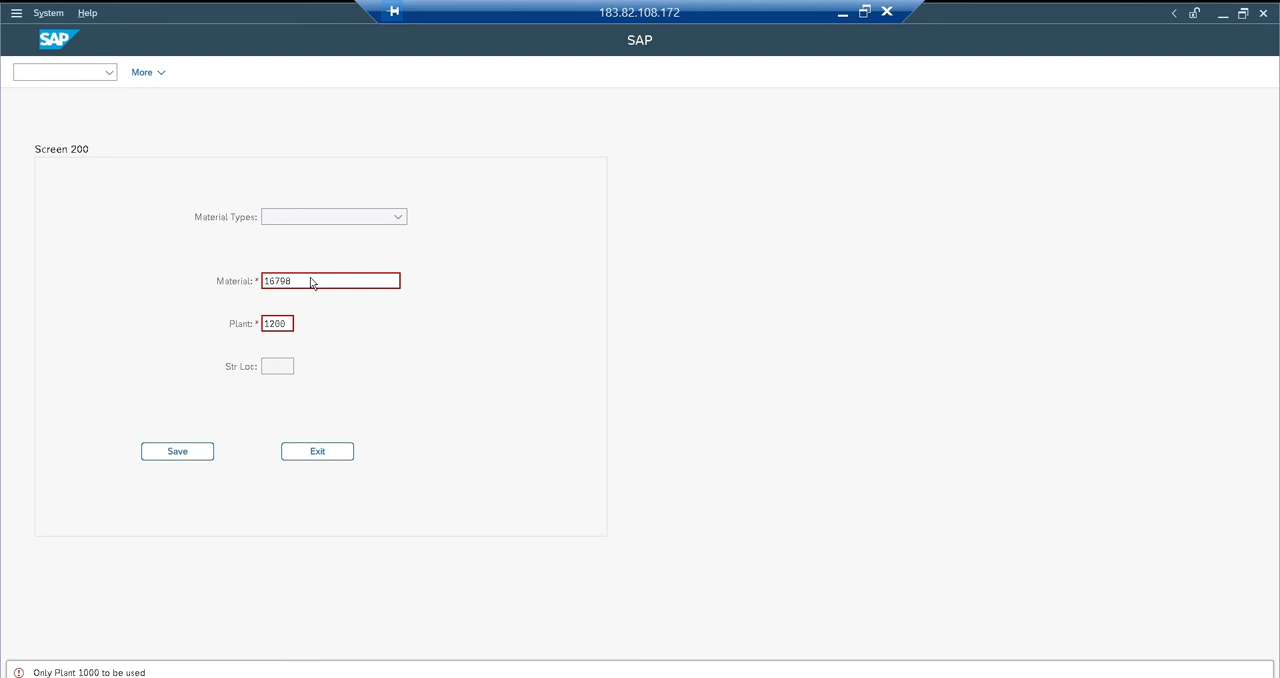 System Help
183.82.108.172
SAP
SAP
More
Screen 200
Material Types:
Material: * 16798
Plant: * 1200
Str Loc:
Save
Exit
Only Plant 1000 to be used